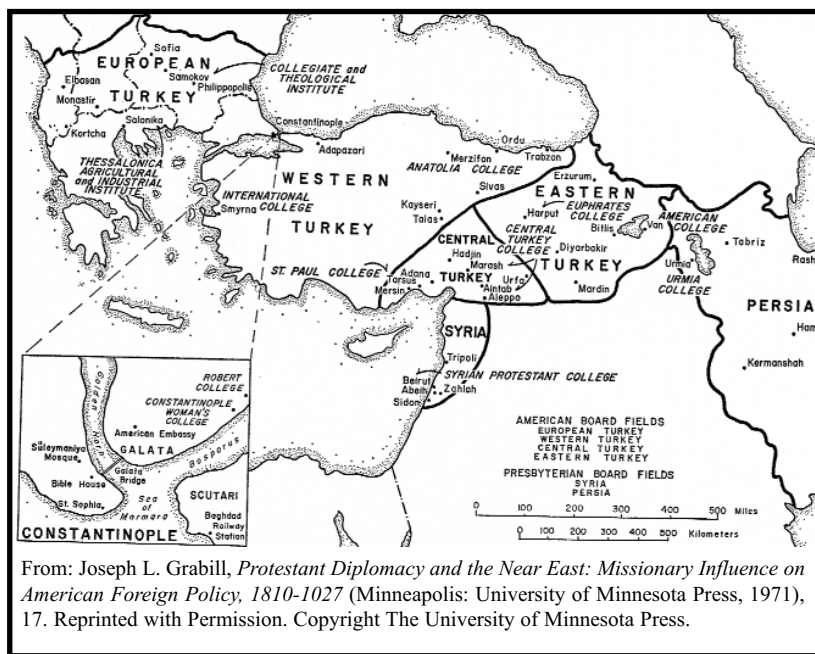 Sofia
EUROPEAN
Elbasan
Samokov
Philippopolis
COLLEGIATE and
THEOLOGICAL
INSTITUTE
Monastir
TURKEY
Kortcha
Salonika
Constantinople
THESSALONICA
AGRICULTURAL
and INDUSTRIAL
INSTITUTE
Adapazari
Ordu
Merzifon
Trabzon
ANATOLIA COLLEGE
WESTERN
Sivas
Erzurum
EASTERN
INTERNATIONAL
COLLEGE
Smyrna
Kayseri
Talas
Harput
EUPHRATES
COLLEGE
AMERICAN
COLLEGE
TURKEY
CENTRAL
CENTRAL
TURKEY
COLLEGE
Bitlis
Van
Tabriz
Hadjin
Diyarbakir
Marash
TURKEY
Urmia
URMIA
COLLEGE
Rash
ST. PAUL COLLEGE
Adana
TURKEY
Tarsus
Mersin
Urfa
Aintab
Aleppo
Mardin
PERSIA
SYRIA
Ham
Tripoli
Kermanshah
SYRIAN PROTESTANT COLLEGE
Beirut
Abeih
Zahlah
Sidon
ROBERT
COLLEGE
CONSTANTINOPLE
WOMAN'S
COLLEGE
Golden Horn
American Embassy
GALATA
Bosporus
Süleymaniya
Mosque
Galata
Bridge
Bible House
St. Sophia
Sea
of
Marmara
SCUTARI
Baghdad
Railway
Station
CONSTANTINOPLE
AMERICAN BOARD FIELDS
EUROPEAN TURKEY
WESTERN TURKEY
CENTRAL TURKEY
EASTERN TURKEY
PRESBYTERIAN BOARD FIELDS
SYRIA
PERSIA
0 100 200 300 400 500 Miles
0 100 200 300 400 500 Kilometers
From: Joseph L. Grabill, Protestant Diplomacy and the Near East: Missionary Influence on
American Foreign Policy, 1810-1027 (Minneapolis: University of Minnesota Press, 1971),
17. Reprinted with Permission. Copyright The University of Minnesota Press.